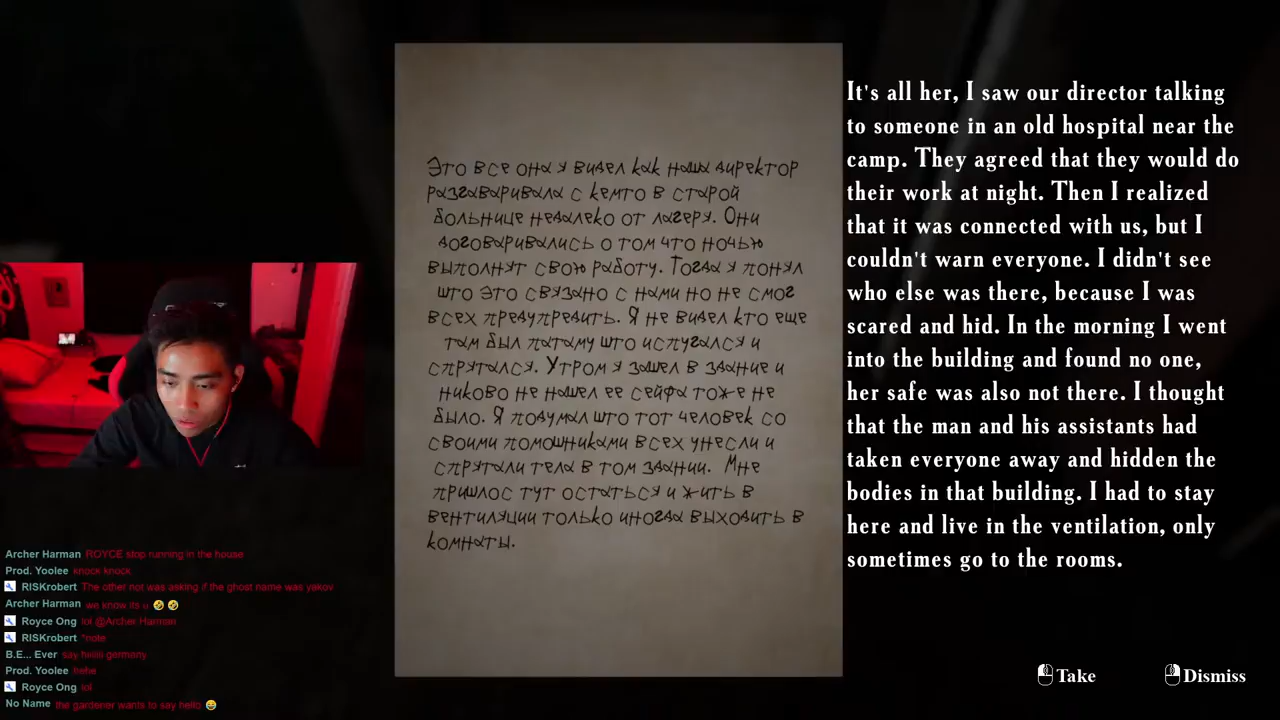 Это все она я видел как наша директор
разгаваривала с кемто в старой
больнице недалеко от лагеря. Они
договоривались о том что ночью
выполнят свою работу. Тогда я понял
што это связано с нами но не смог
всех предупредить. Я не видел кто еще
там был патаму што испугался и
спрятался. Утром я зашел в здание и
никово не нашел ее сейфа тоже не
было. Я подумал што тот человек со
своими помошниками всех унесли и
спрятали тела в том здании. Мне
пришлос тут остаться и жить в
вентиляции только иногда выходить в
комнаты.
It's all her, I saw our director talking
to someone in an old hospital near the
camp. They agreed that they would do
their work at night. Then I realized
that it was connected with us, but I
couldn't warn everyone. I didn't see
who else was there, because I was
scared and hid. In the morning I went
into the building and found no one,
her safe was also not there. I thought
that the man and his assistants had
taken everyone away and hidden the
bodies in that building. I had to stay
here and live in the ventilation, only
sometimes go to the rooms.
Archer Harman ROYCE stop running in the house
Prod. Yoolee knock knock
RISKrobert The other not was asking if the ghost name was yakov
Archer Harman we know its u 🤣 🤣
Royce Ong lol @Archer Harman
RISKrobert *note
B.E... Ever say hiiiiii germany
Prod. Yoolee hehe
Royce Ong lol
No Name the gardener wants to say hello 😄
Take
Dismiss